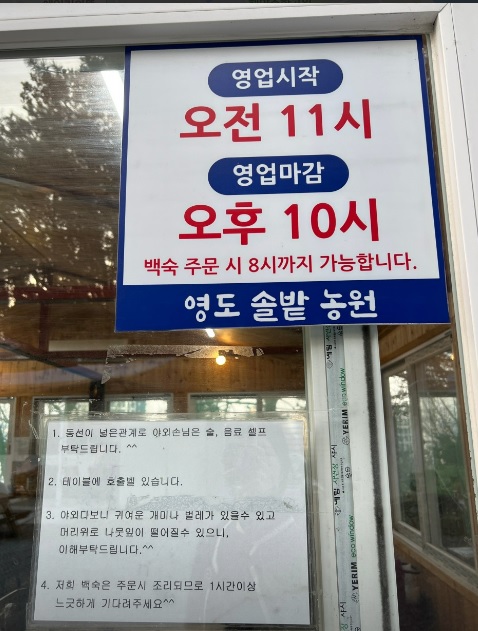 영업시작
오전 11시
영업마감
오후 10시
백숙 주문 시 8시까지 가능합니다.
영도 솔밭 농원
1. 동선이 넓은관계로 야외손님은 술, 음료 셀프
부탁드립니다. ^^
2. 테이블에 호출벨 있습니다.
3. 야외다보니 귀여운 개미나 벌레가 있을수 있고
머리위로 나뭇잎이 떨어질수 있으니,
이해부탁드립니다.^^
4. 저희 백숙은 주문시 조리되므로 1시간이상
느긋하게 기다려주세요^^
YERIM eco window
YERIM eco window